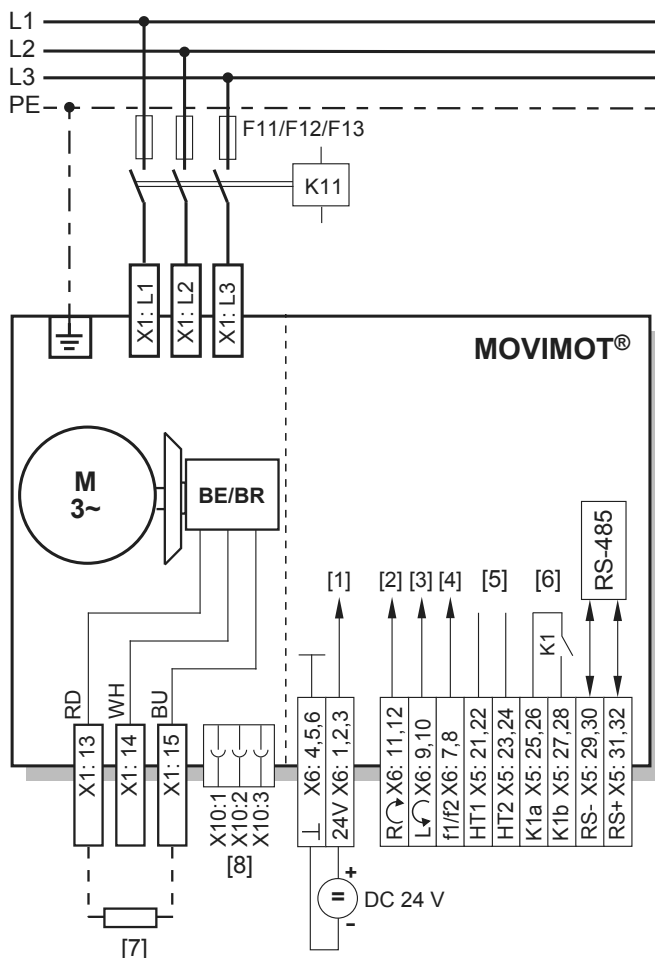 L1
L2
L3
PE
F11/F12/F13
K11
X1: L1
X1: L2
X1: L3
MOVIMOT®
M
3~
BE/BR
RS-485
[1]
[2]
[3]
[4]
[5]
[6]
K1
RD
WH
BU
X1: 13
X1: 14
X1: 15
X10:1
X10:2
X10:3
[8]
⊥ X6: 4,5,6
24V X6: 1,2,3
R X6: 11,12
L X6: 9,10
f1/f2 X6: 7,8
HT1 X5: 21,22
HT2 X5: 23,24
K1a X5: 25,26
K1b X5: 27,28
RS- X5: 29,30
RS+ X5: 31,32
+
=
-
DC 24 V
[7]